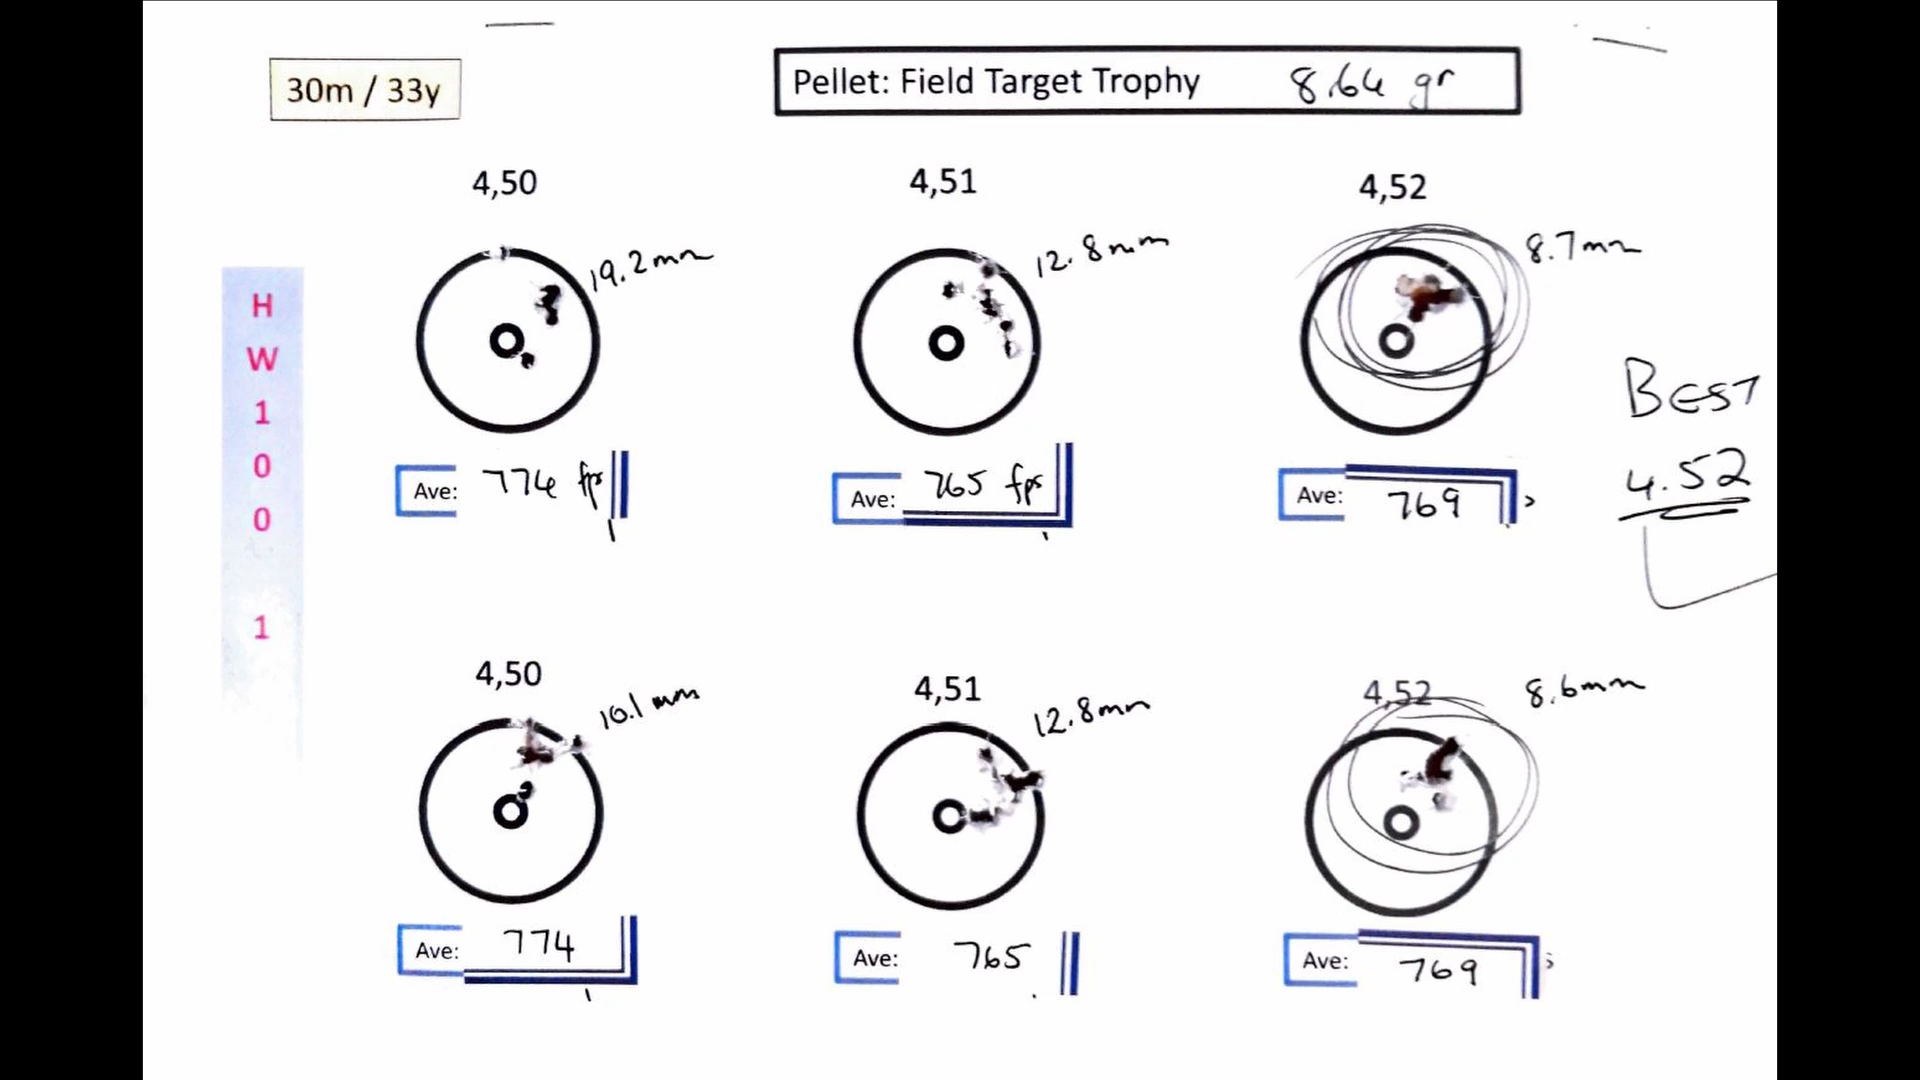 30m / 33y
Pellet: Field Target Trophy 8.64 gr
4,50
4,51
4,52
19.2mm
12.8mm
8.7mm
H
W
1
0
0
1
BEST
4.52
Ave: 774 fps
Ave: 765 fps
Ave: 769
4,50
4,51
4,52
10.1mm
12.8mm
8.6mm
Ave: 774
Ave: 765
Ave: 769